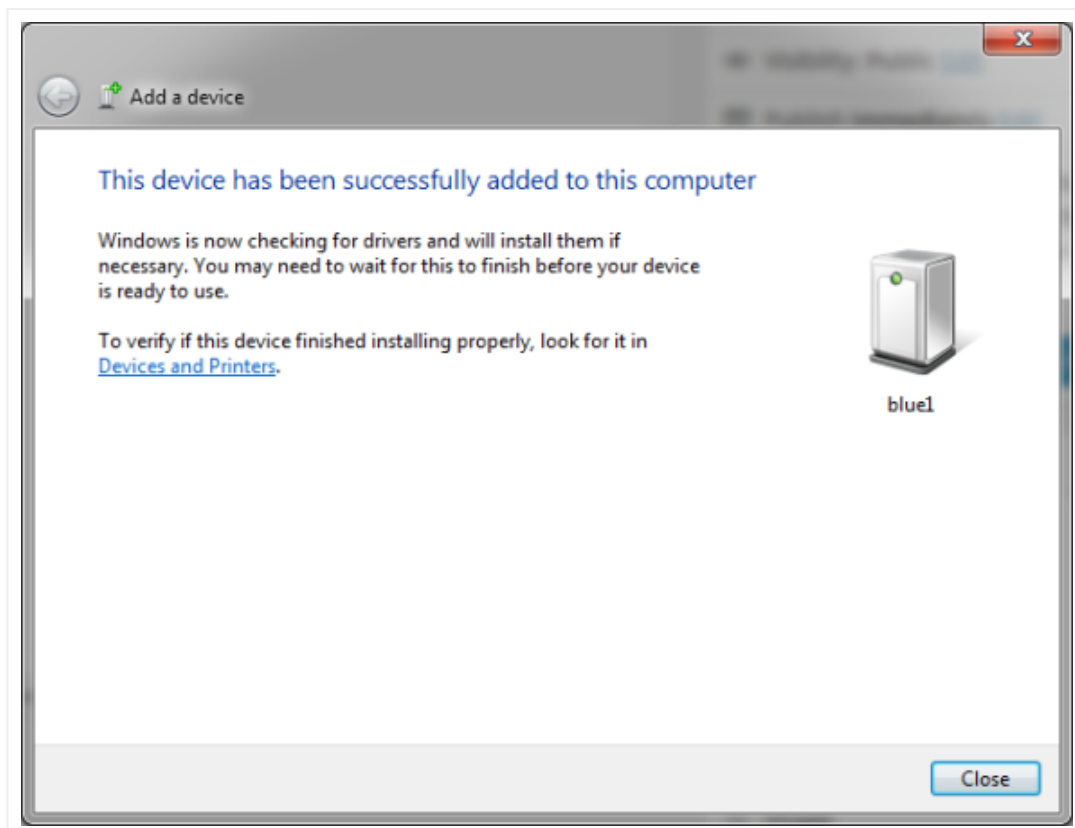 Visibility: Public
Add a device
This device has been successfully added to this computer
Windows is now checking for drivers and will install them if
necessary. You may need to wait for this to finish before your device
is ready to use.
To verify if this device finished installing properly, look for it in
Devices and Printers.
blue1
Close